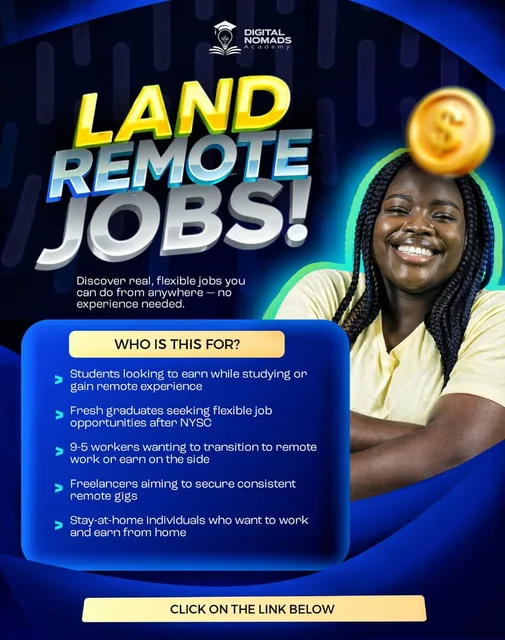 DIGITAL
NOMADS
Academy
LAND
REMOTE
JOBS!
Discover real, flexible jobs you
can do from anywhere — no
experience needed.
WHO IS THIS FOR?
> Students looking to earn while studying or
gain remote experience
> Fresh graduates seeking flexible job
opportunities after NYSC
> 9-5 workers wanting to transition to remote
work or earn on the side
> Freelancers aiming to secure consistent
remote gigs
> Stay-at-home individuals who want to work
and earn from home
CLICK ON THE LINK BELOW